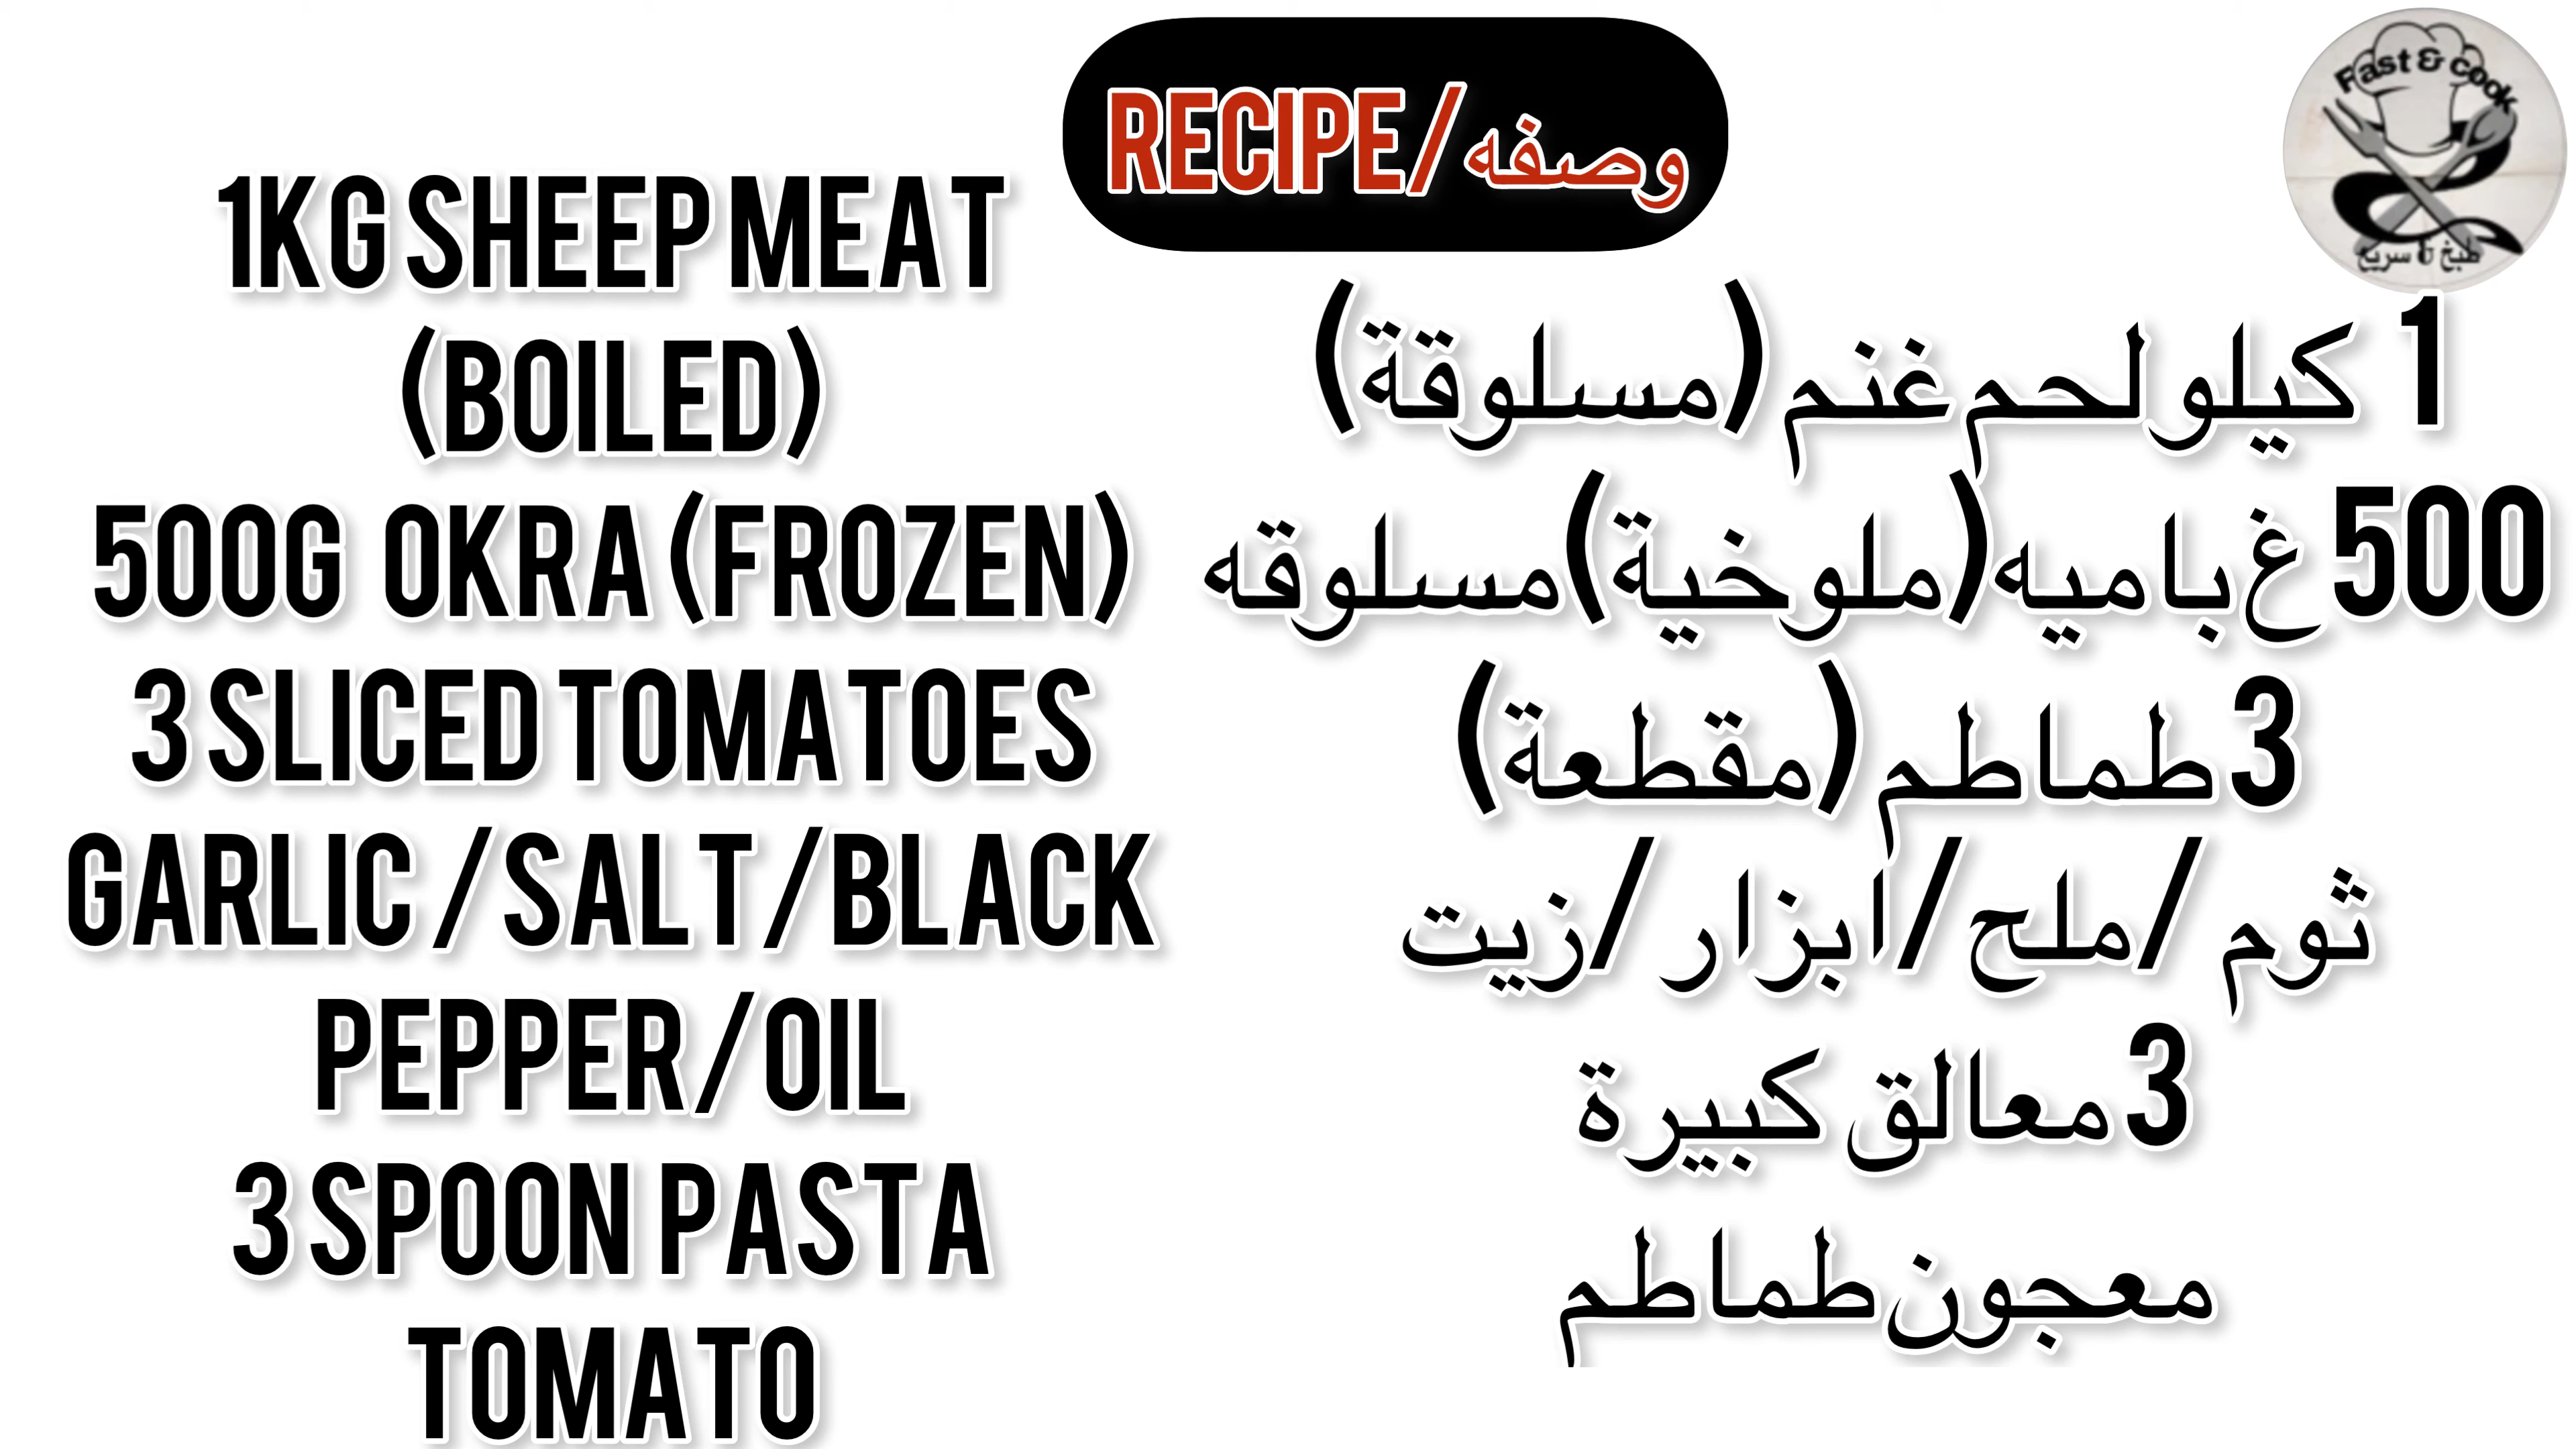 RECIPE/وصفه
Fast & cook
طبخ سريع
1KG SHEEP MEAT
(BOILED)
500G OKRA (FROZEN)
3 SLICED TOMATOES
GARLIC /SALT/BLACK
PEPPER/OIL
3 SPOON PASTA
TOMATO
1 كيلو لحم غنم (مسلوقة)
500 غ باميه (ملوخية) مسلوقه
3 طماطم (مقطعة)
ثوم /ملح/ابزار/زيت
3 معالق كبيرة
معجون طماطم